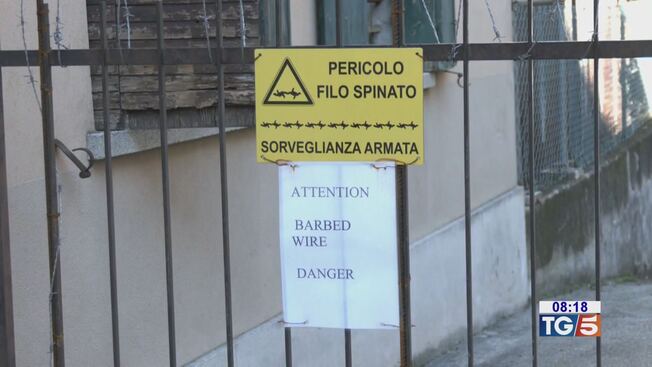 PERICOLO
FILO SPINATO
SORVEGLIANZA ARMATA
ATTENTION
BARBED
WIRE
DANGER
08:18
TG5